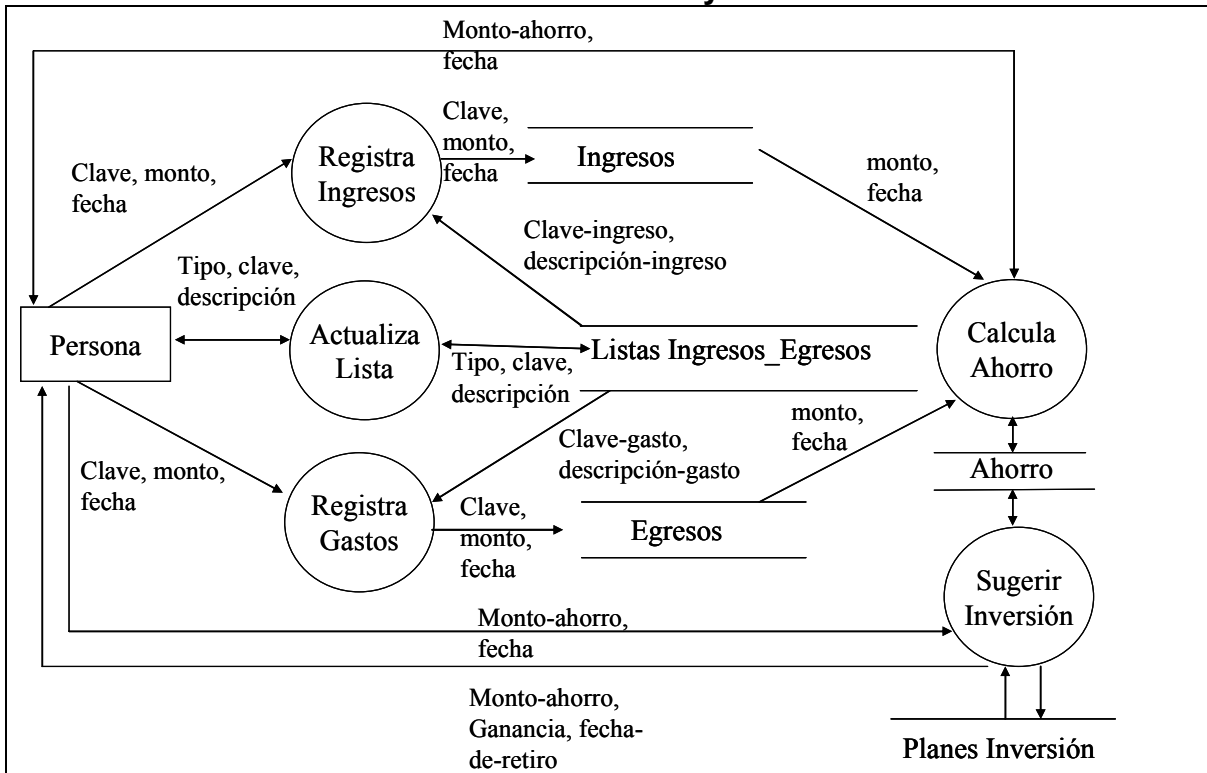 Monto-ahorro,
fecha
Clave,
monto,
fecha
Registra
Ingresos
Ingresos
monto,
fecha
Clave, monto,
fecha
Clave-ingreso,
descripción-ingreso
Tipo, clave,
descripción
Persona
Actualiza
Lista
Listas Ingresos_Egresos
Tipo, clave,
descripción
Calcula
Ahorro
monto,
fecha
Clave-gasto,
descripción-gasto
Clave, monto,
fecha
Ahorro
Registra
Gastos
Clave,
monto,
fecha
Egresos
Sugerir
Inversión
Monto-ahorro,
fecha
Monto-ahorro,
Ganancia, fecha-
de-retiro
Planes Inversión